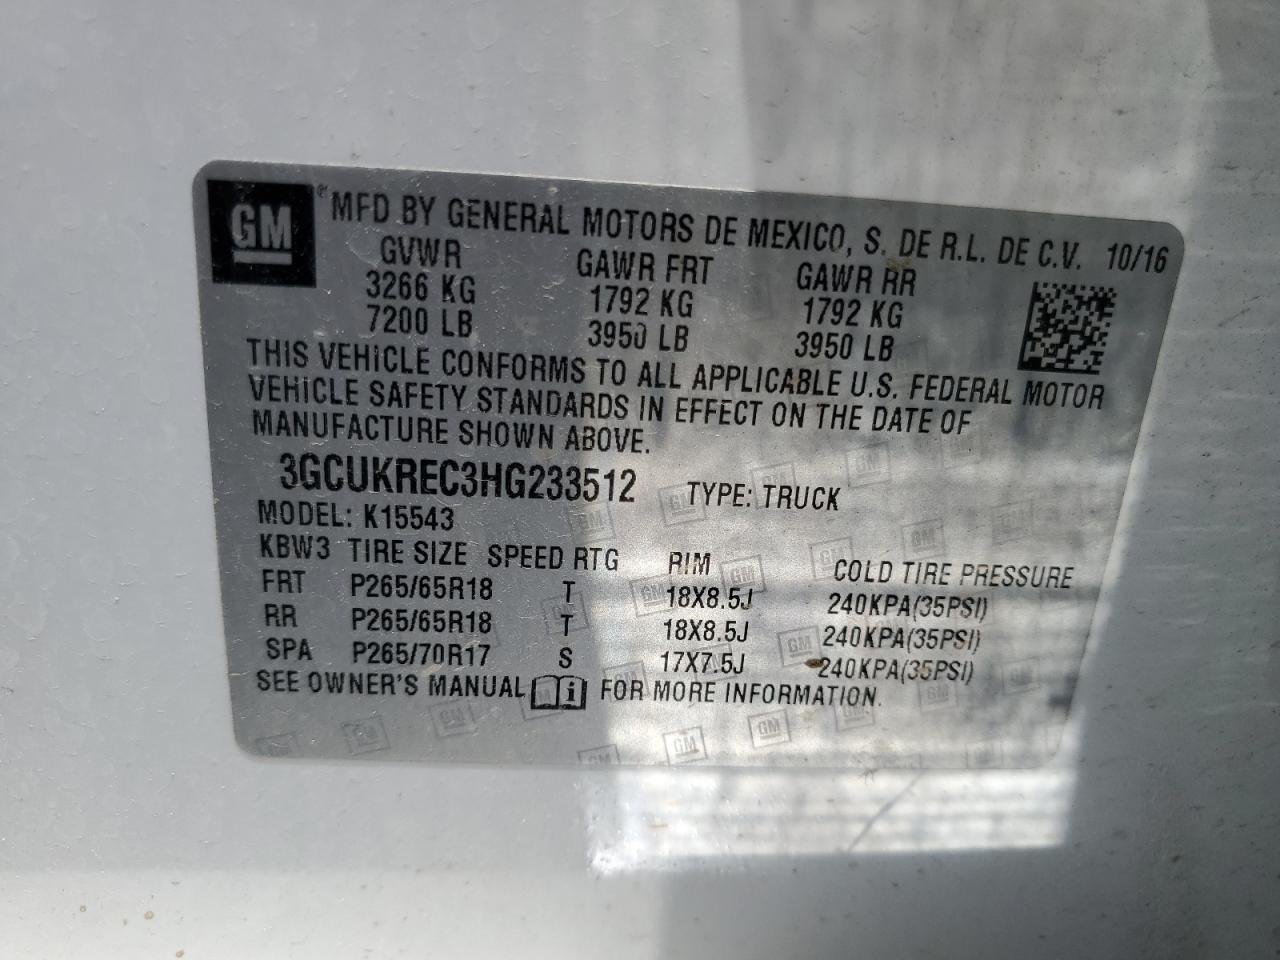 GM ® MFD BY GENERAL MOTORS DE MEXICO, S. DE R.L. DE C.V. 10/16
GVWR GAWR FRT GAWR RR
3266 KG 1792 KG 1792 KG
7200 LB 3950 LB 3950 LB
THIS VEHICLE CONFORMS TO ALL APPLICABLE U.S. FEDERAL MOTOR
VEHICLE SAFETY STANDARDS IN EFFECT ON THE DATE OF
MANUFACTURE SHOWN ABOVE.
3GCUKREC3HG233512 TYPE: TRUCK
MODEL: K15543
KBW3 TIRE SIZE SPEED RTG RIM COLD TIRE PRESSURE
FRT P265/65R18 T 18X8.5J 240KPA(35PSI)
RR P265/65R18 T 18X8.5J 240KPA(35PSI)
SPA P265/70R17 S 17X7.5J 240KPA(35PSI)
SEE OWNER'S MANUAL i FOR MORE INFORMATION.